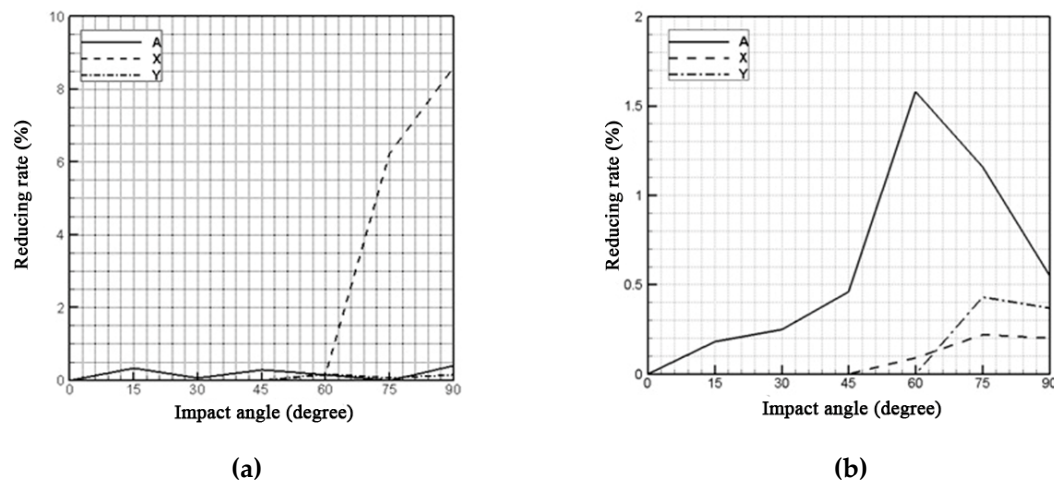 10
8
6
4
2
0
A
X
Y
Reducing rate (%)
0 15 30 45 60 75 90
Impact angle (degree)
(a)
2
1.5
1
0.5
0
A
X
Y
Reducing rate (%)
0 15 30 45 60 75 90
Impact angle (degree)
(b)